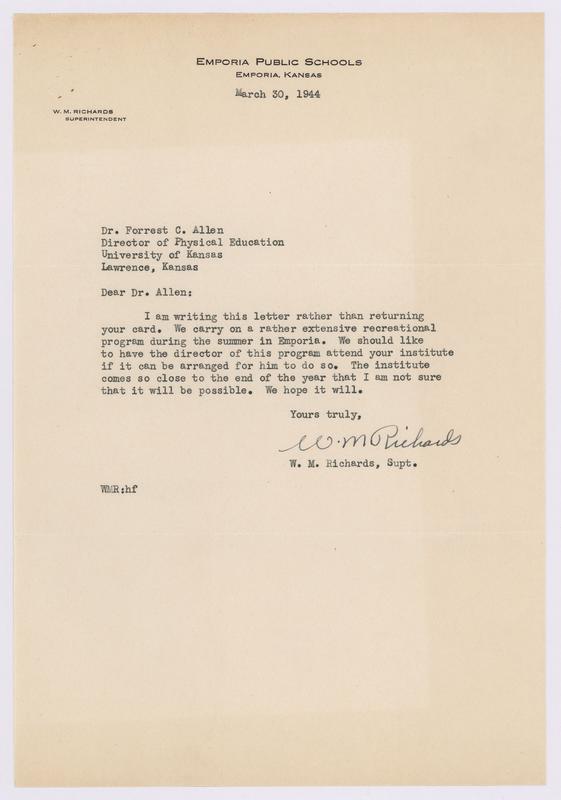 EMPORIA PUBLIC SCHOOLS
EMPORIA, KANSAS
March 30, 1944
W. M. RICHARDS
SUPERINTENDENT
Dr. Forrest C. Allen
Director of Physical Education
University of Kansas
Lawrence, Kansas
Dear Dr. Allen:
I am writing this letter rather than returning
your card. We carry on a rather extensive recreational
program during the summer in Emporia. We should like
to have the director of this program attend your institute
if it can be arranged for him to do so. The institute
comes so close to the end of the year that I am not sure
that it will be possible. We hope it will.
Yours truly,
W. M Richards
W. M. Richards, Supt.
WMR:hf